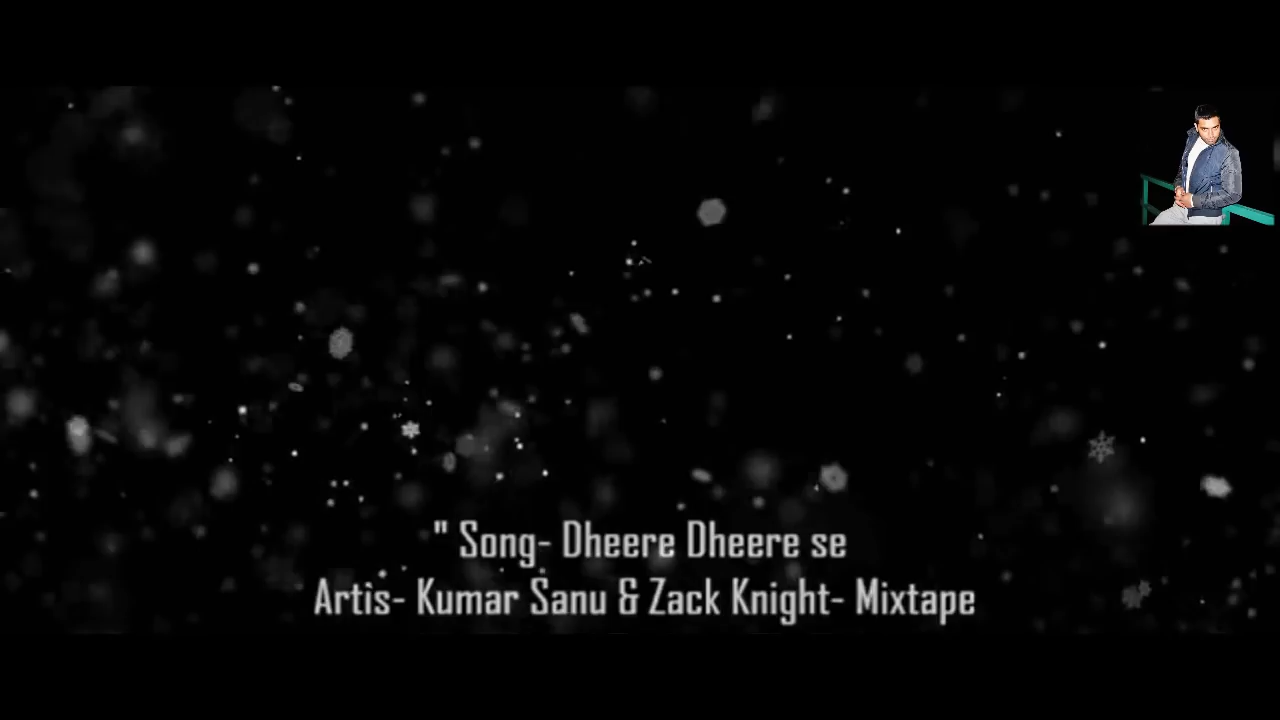 " Song- Dheere Dheere se
Artis- Kumar Sanu & Zack Knight- Mixtape